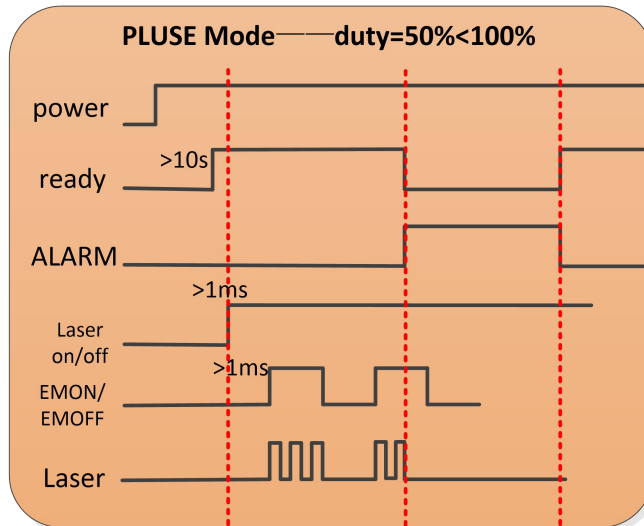 PLUSE Mode——duty=50%<100%
power
>10s
ready
ALARM
>1ms
Laser
on/off
>1ms
EMON/
EMOFF
Laser